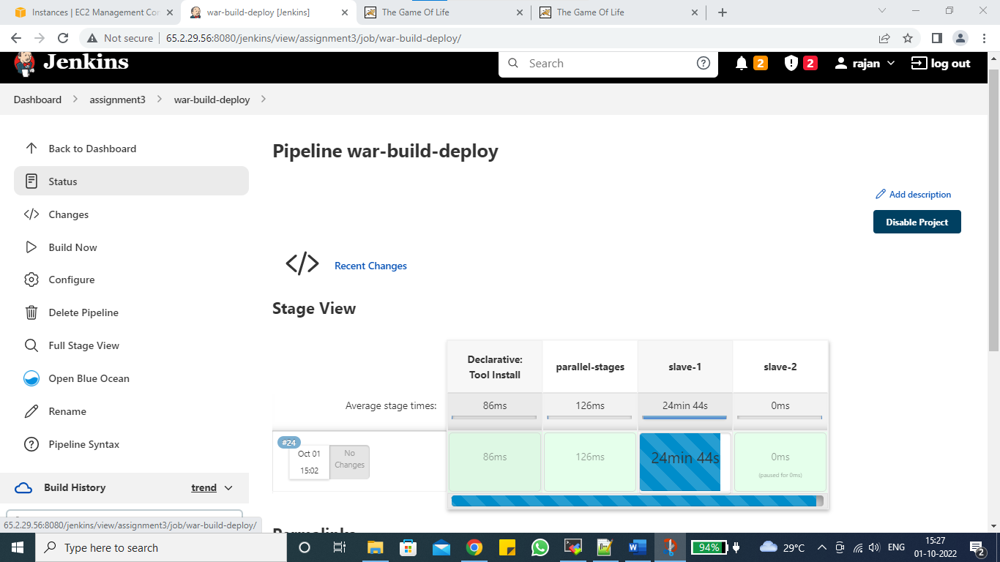 Instances | EC2 Management Con
war-build-deploy [Jenkins]
The Game Of Life
The Game Of Life
Not secure
65.2.29.56:8080/jenkins/view/assignment3/job/war-build-deploy/
Jenkins
Search
2
2
rajan
log out
Dashboard
assignment3
war-build-deploy
Back to Dashboard
Status
Changes
Build Now
Configure
Delete Pipeline
Full Stage View
Open Blue Ocean
Rename
Pipeline Syntax
Build History
trend
Pipeline war-build-deploy
Add description
Disable Project
Recent Changes
Stage View
Declarative:
Tool Install
parallel-stages
slave-1
slave-2
Average stage times:
86ms
126ms
24min 44s
0ms
#24
Oct 01
15:02
No
Changes
86ms
126ms
24min 44s
0ms
(paused for 0ms)
Permalinks
65.2.29.56:8080/jenkins/view/assignment3/job/war-build-deploy/
Type here to search
94%
29°C
ENG
15:27
01-10-2022
2